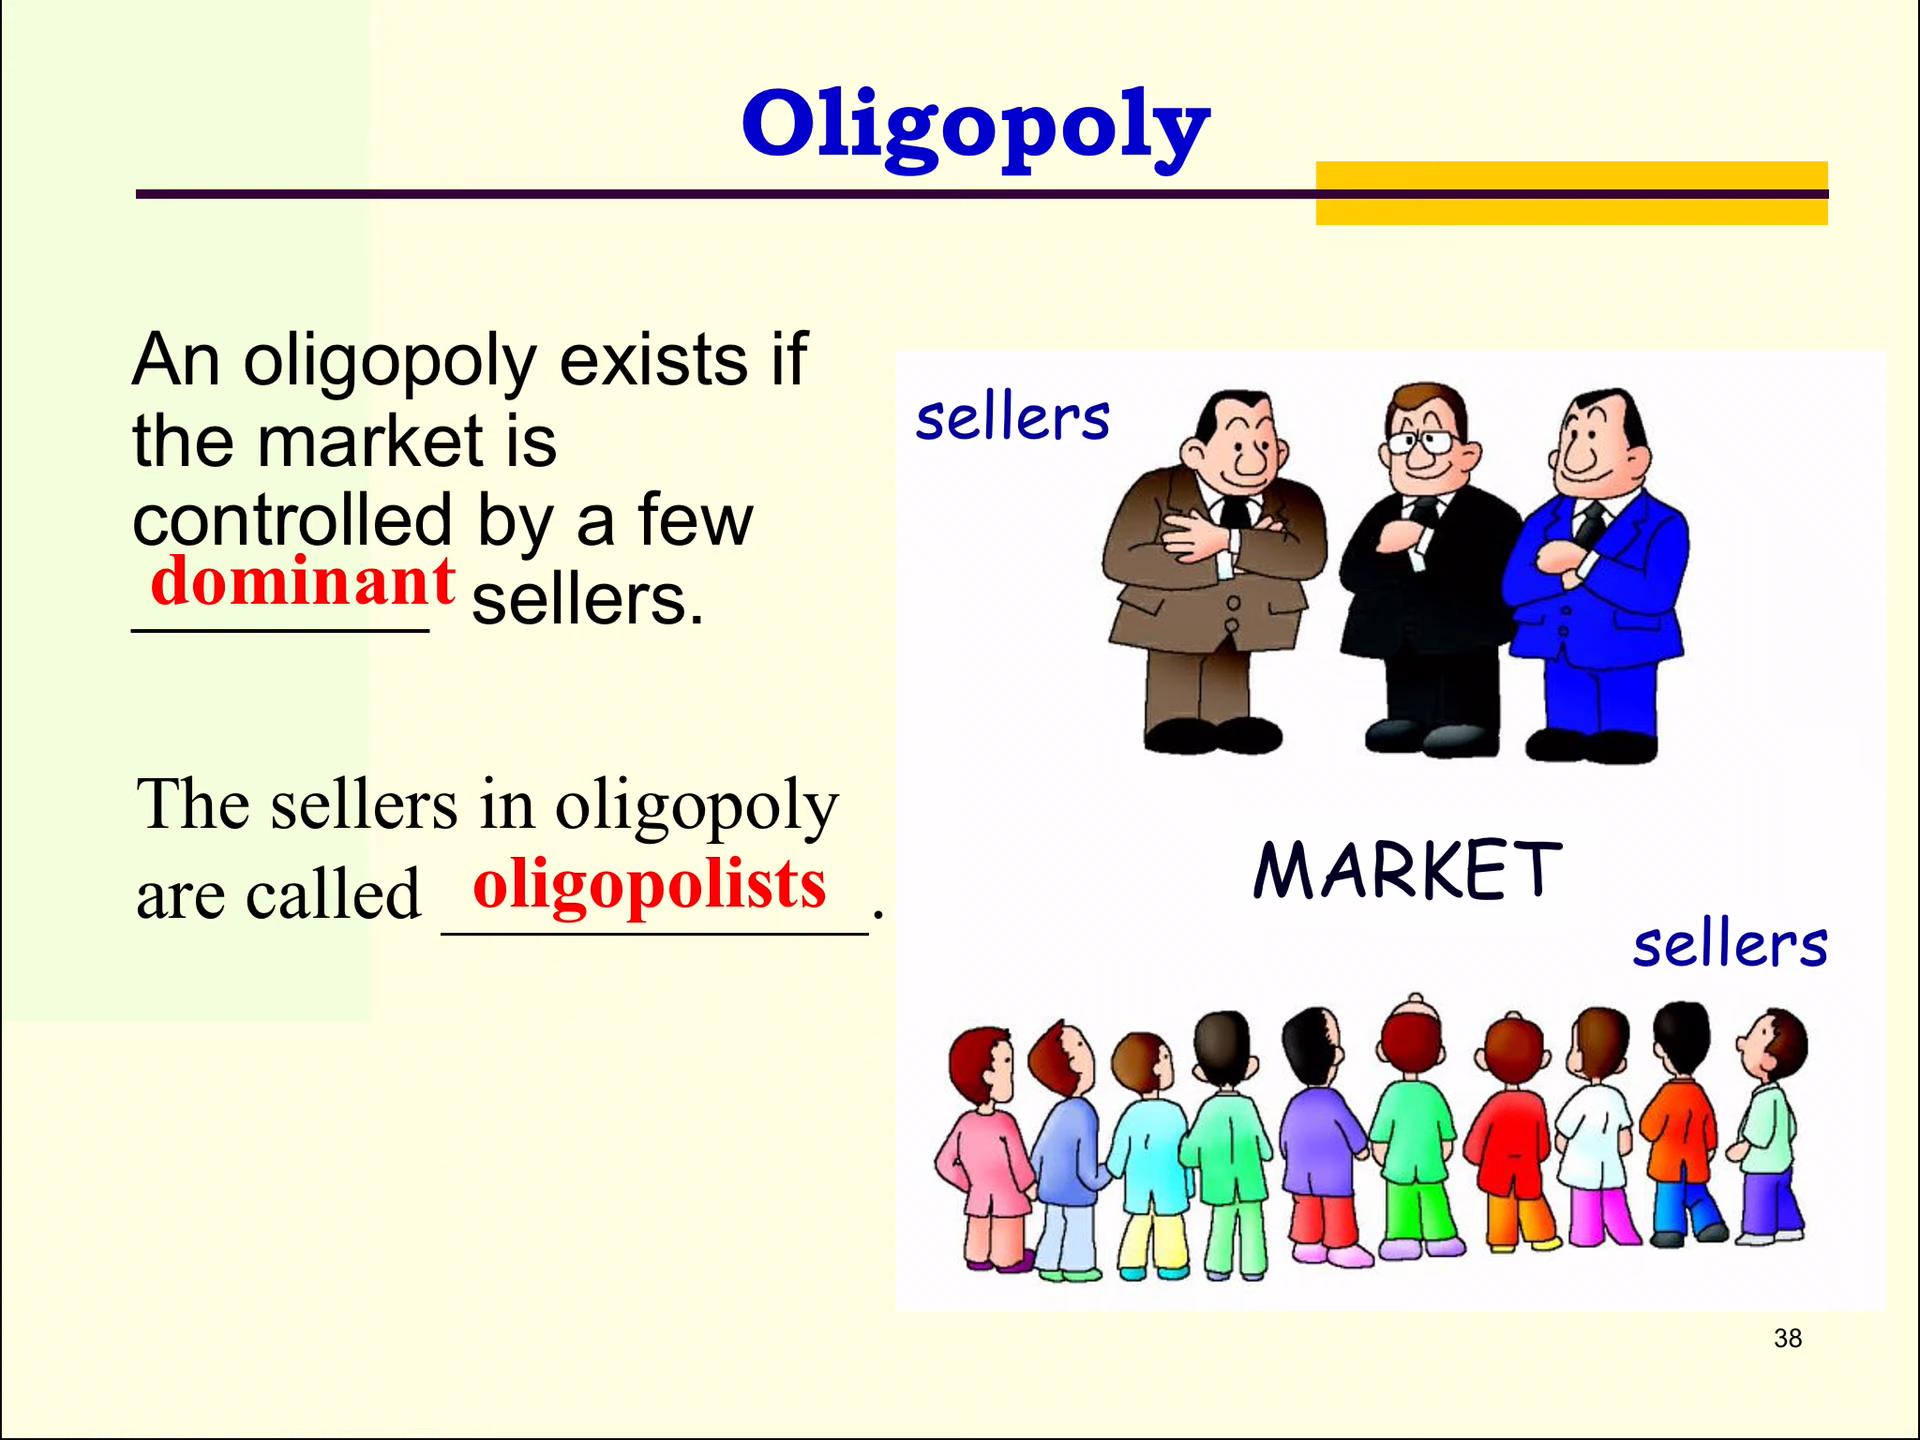 Oligopoly
An oligopoly exists if
the market is
controlled by a few
dominant sellers.
The sellers in oligopoly
are called oligopolists.
sellers
MARKET
sellers
38